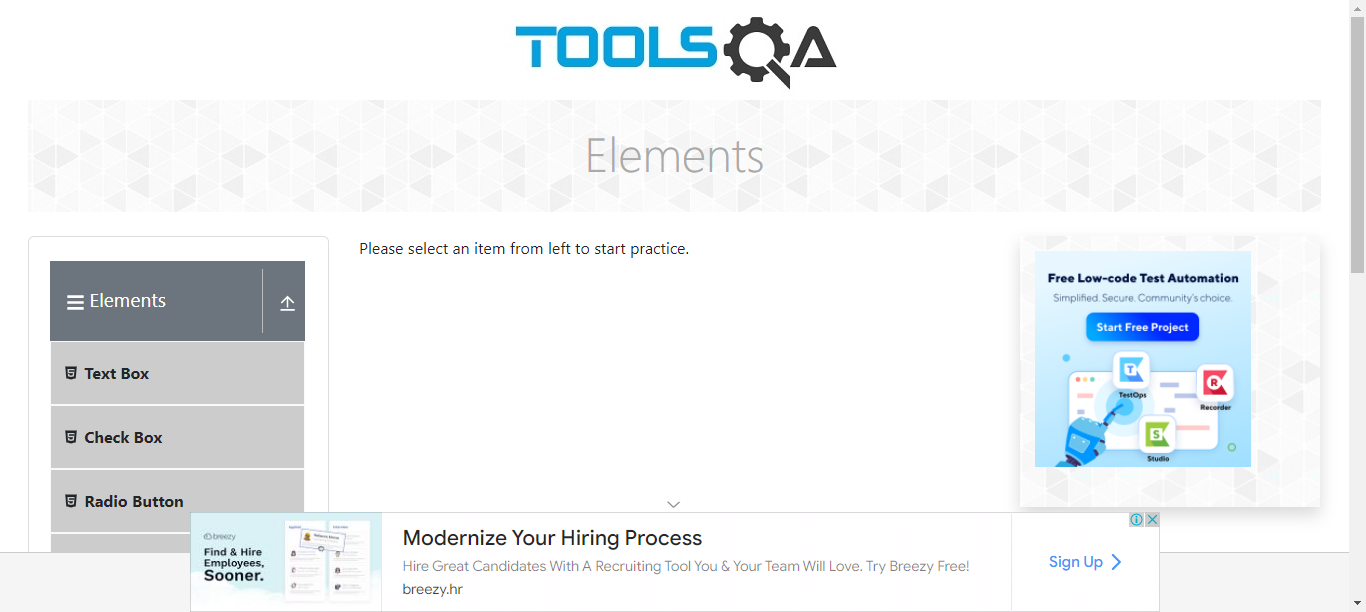 TOOLSQA
Elements
Elements
Text Box
Check Box
Radio Button
Please select an item from left to start practice.
Free Low-code Test Automation
Simplified. Secure. Community's choice.
Start Free Project
TestOps
Recorder
Studio
breezy
Find & Hire
Employees,
Sooner.
Modernize Your Hiring Process
Hire Great Candidates With A Recruiting Tool You & Your Team Will Love. Try Breezy Free!
breezy.hr
Sign Up